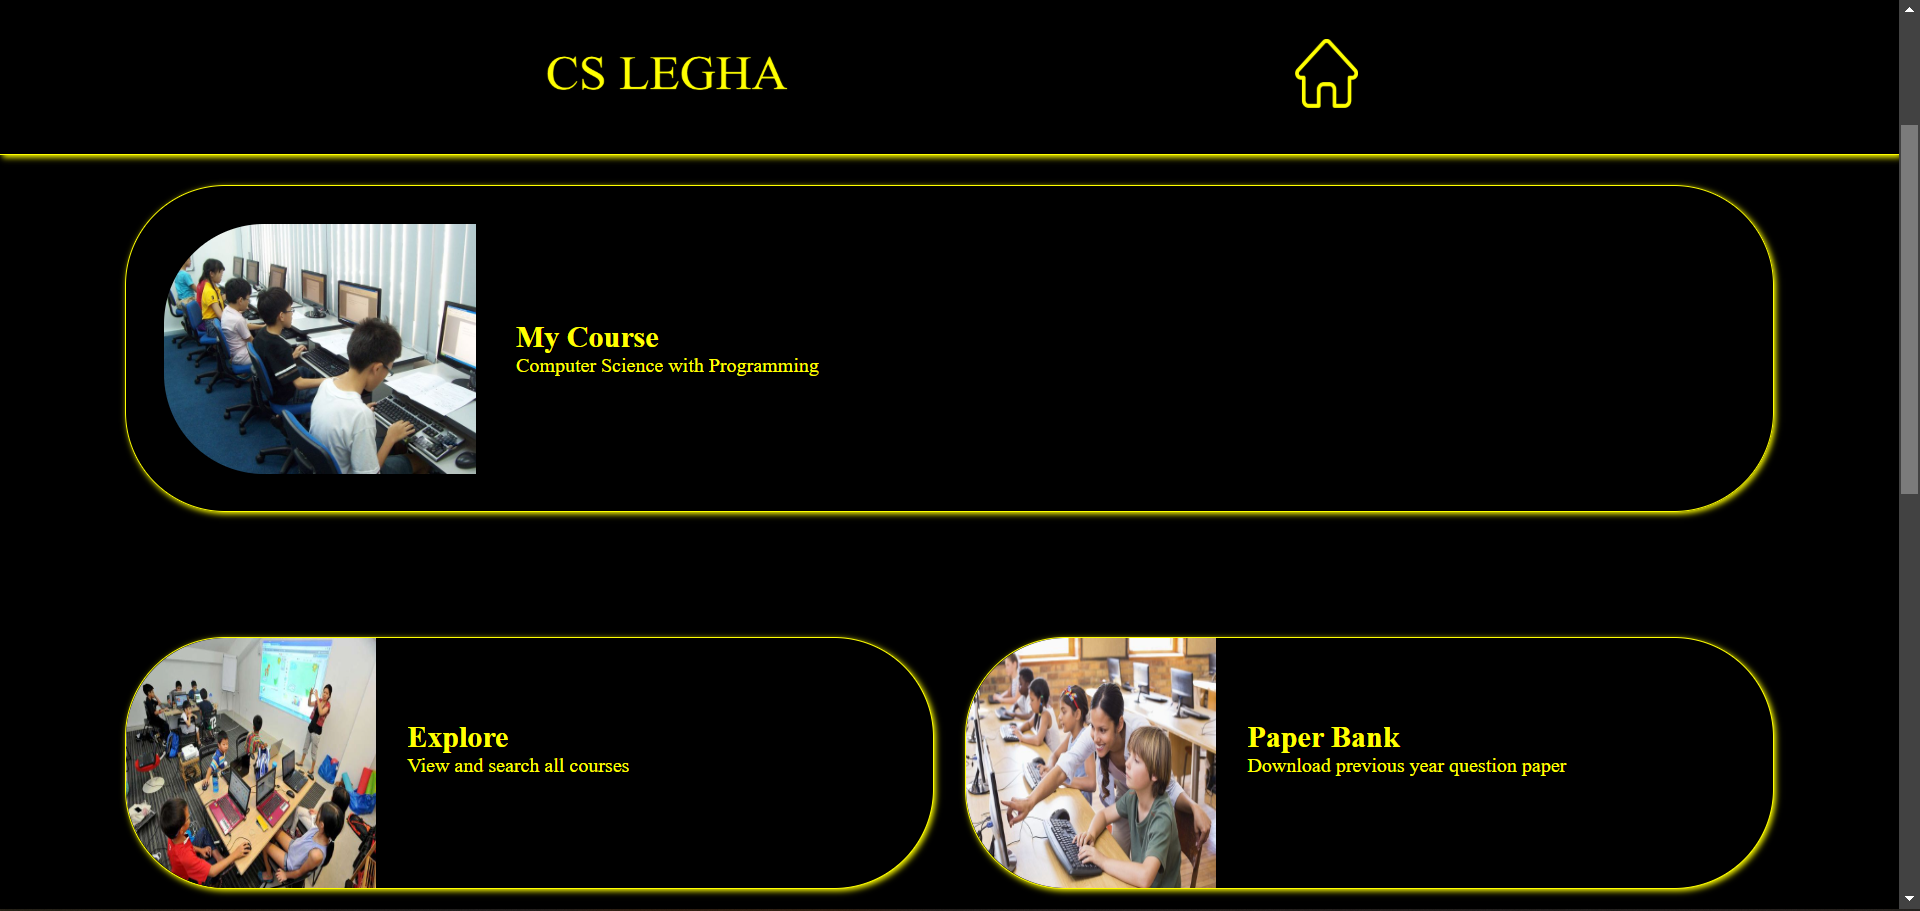 CS LEGHA
My Course
Computer Science with Programming
Explore
View and search all courses
Paper Bank
Download previous year question paper